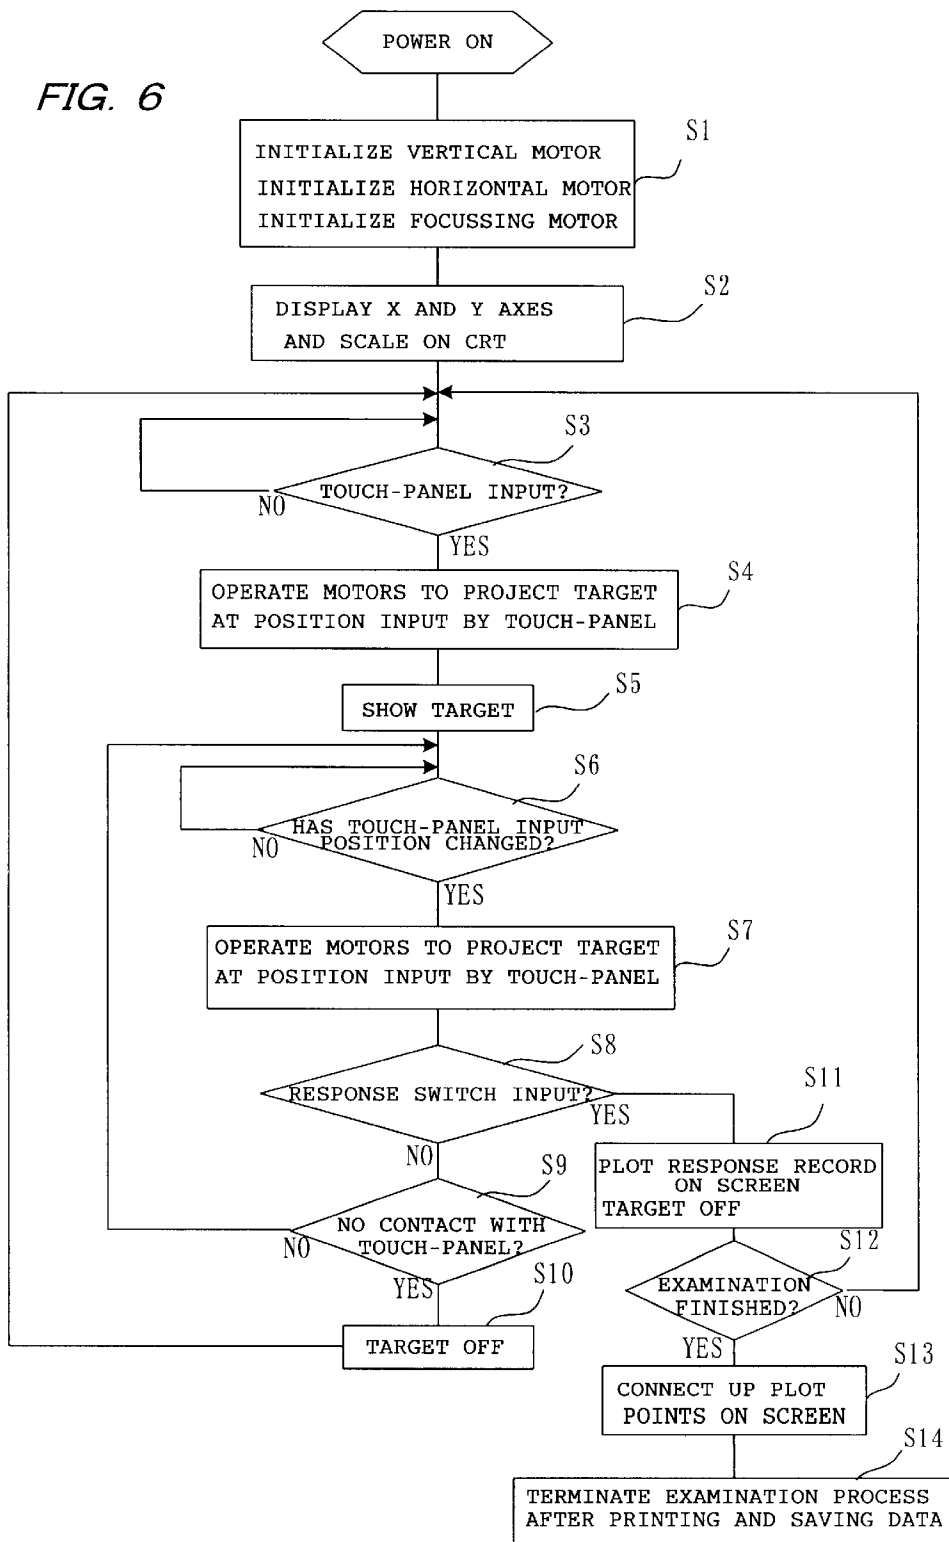 POWER ON
FIG. 6
S1
INITIALIZE VERTICAL MOTOR
INITIALIZE HORIZONTAL MOTOR
INITIALIZE FOCUSSING MOTOR
S2
DISPLAY X AND Y AXES
AND SCALE ON CRT
S3
TOUCH-PANEL INPUT?
NO
YES
S4
OPERATE MOTORS TO PROJECT TARGET
AT POSITION INPUT BY TOUCH-PANEL
S5
SHOW TARGET
S6
HAS TOUCH-PANEL INPUT
POSITION CHANGED?
NO
YES
S7
OPERATE MOTORS TO PROJECT TARGET
AT POSITION INPUT BY TOUCH-PANEL
S8
RESPONSE SWITCH INPUT?
YES
NO
S11
PLOT RESPONSE RECORD
ON SCREEN
TARGET OFF
S9
NO CONTACT WITH
TOUCH-PANEL?
NO
YES
S12
EXAMINATION
FINISHED?
NO
YES
S10
TARGET OFF
S13
CONNECT UP PLOT
POINTS ON SCREEN
S14
TERMINATE EXAMINATION PROCESS
AFTER PRINTING AND SAVING DATA